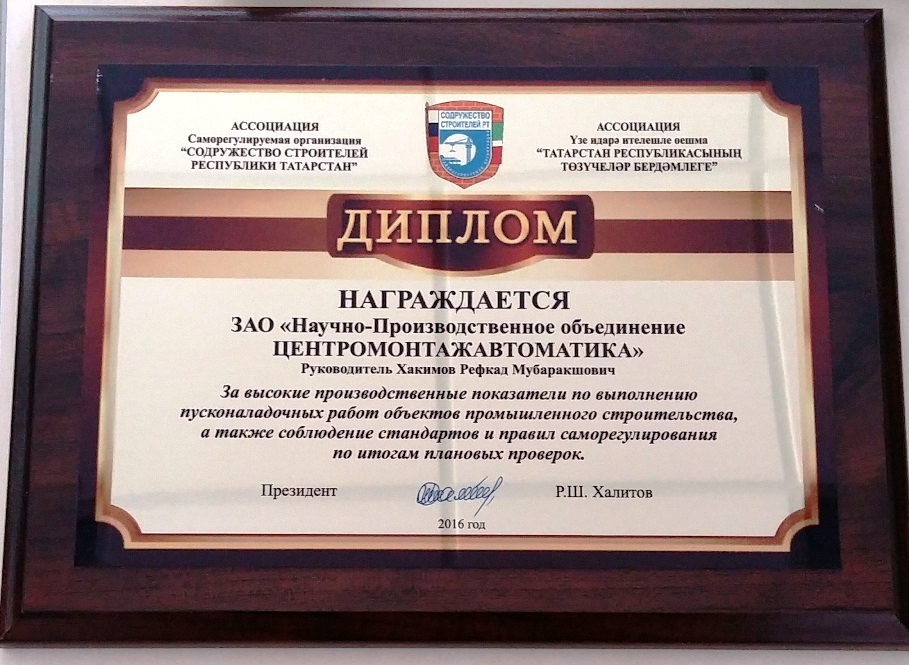 АССОЦИАЦИЯ
Саморегулируемая организация
"СОДРУЖЕСТВО СТРОИТЕЛЕЙ
РЕСПУБЛИКИ ТАТАРСТАН"
СОДРУЖЕСТВО
СТРОИТЕЛЕЙ РТ
АССОЦИАЦИЯ
Үзе идарә ителешле оешма
"ТАТАРСТАН РЕСПУБЛИКАСЫНЫҢ
ТӨЗҮЧЕЛӘР БЕРДӘМЛЕГЕ"
ДИПЛОМ
НАГРАЖДАЕТСЯ
ЗАО «Научно-Производственное объединение
ЦЕНТРОМОНТАЖАВТОМАТИКА»
Руководитель Хакимов Рефкад Мубаракшович
За высокие производственные показатели по выполнению
пусконаладочных работ объектов промышленного строительства,
а также соблюдение стандартов и правил саморегулирования
по итогам плановых проверок.
Президент Р.Ш. Халитов
2016 год